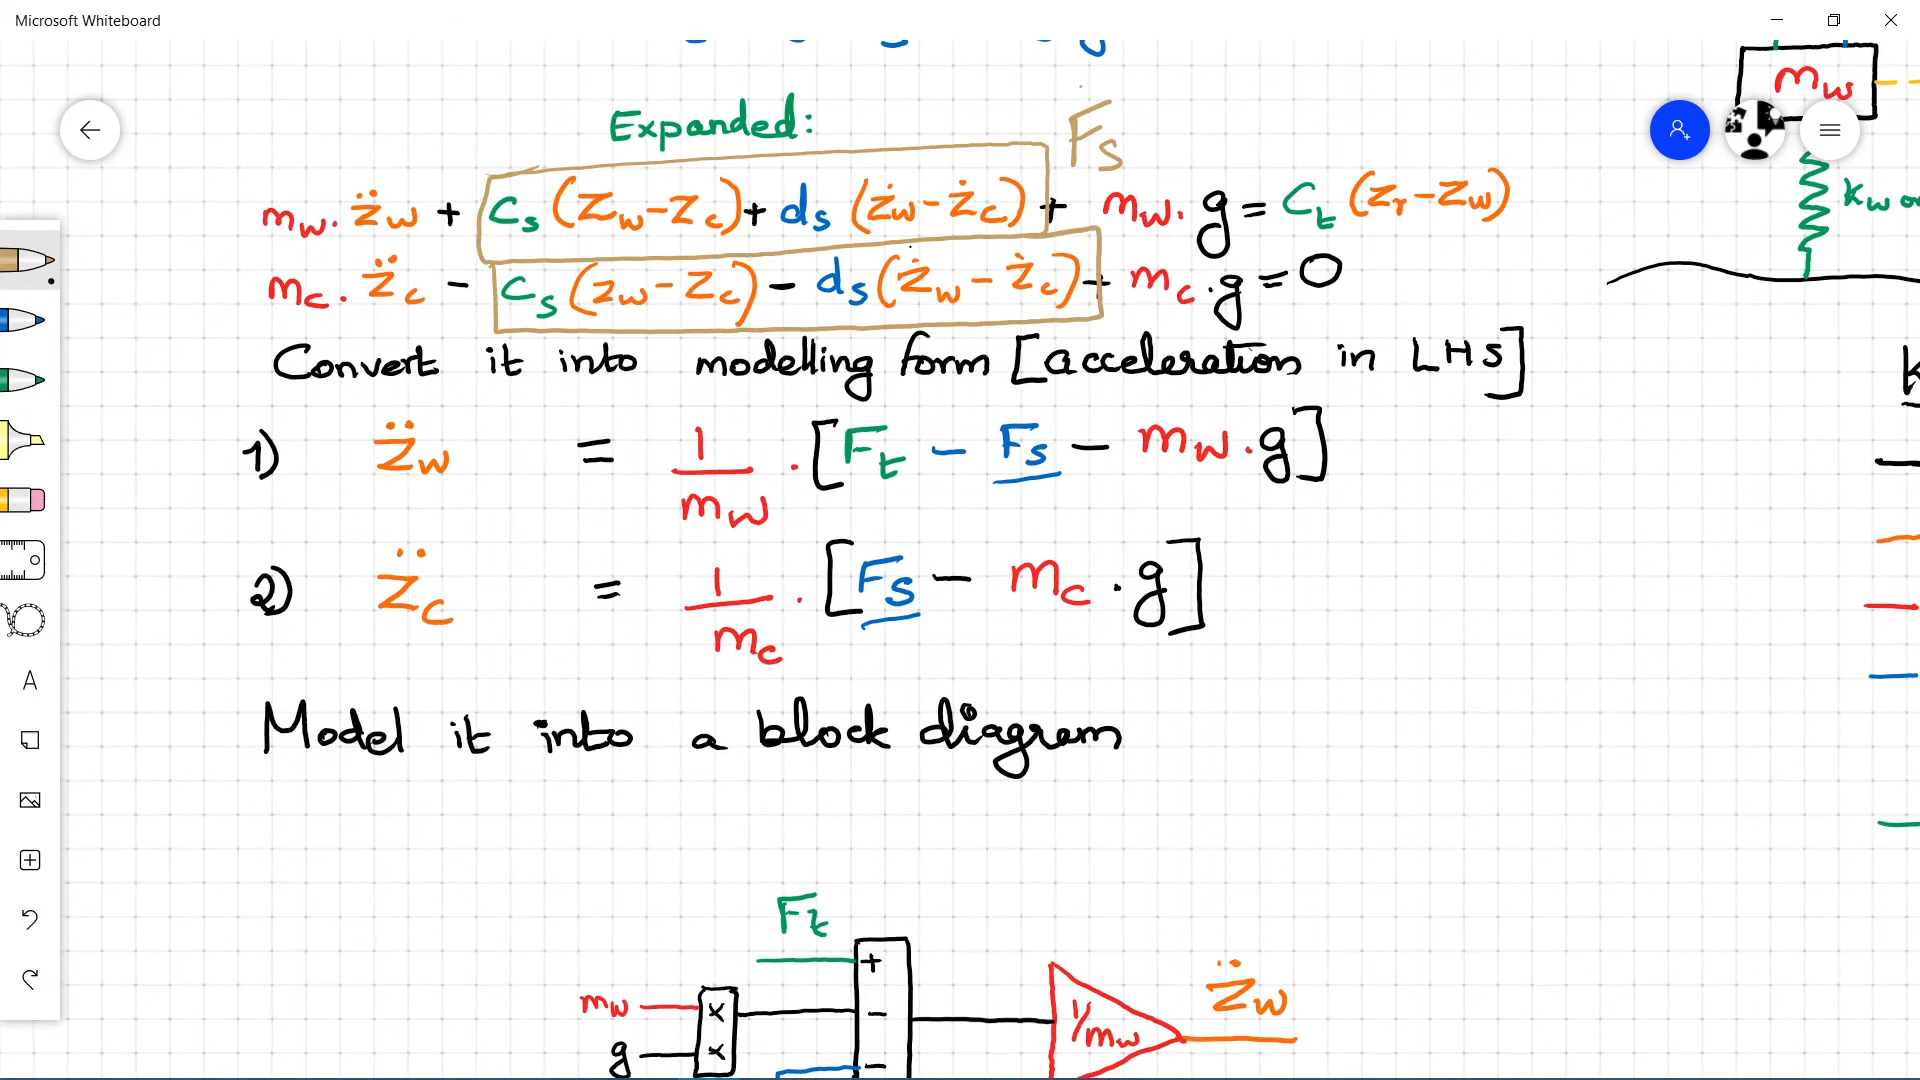 Microsoft Whiteboard
Expanded: Fs
mw. z̈w + cs (zw-zc) + ds (żw-żc) + mw. g = ct (zr-zw)
mc. z̈c - cs (zw-zc) - ds (żw-żc) + mc.g = 0
Convert it into modelling form [acceleration in LHS]
1) z̈w = 1/mw . [Ft - Fs - mw.g]
2) z̈c = 1/mc . [Fs - mc.g]
Model it into a block diagram
Ft
+
mw x - 1/mw z̈w
g x -
mw
kw
A